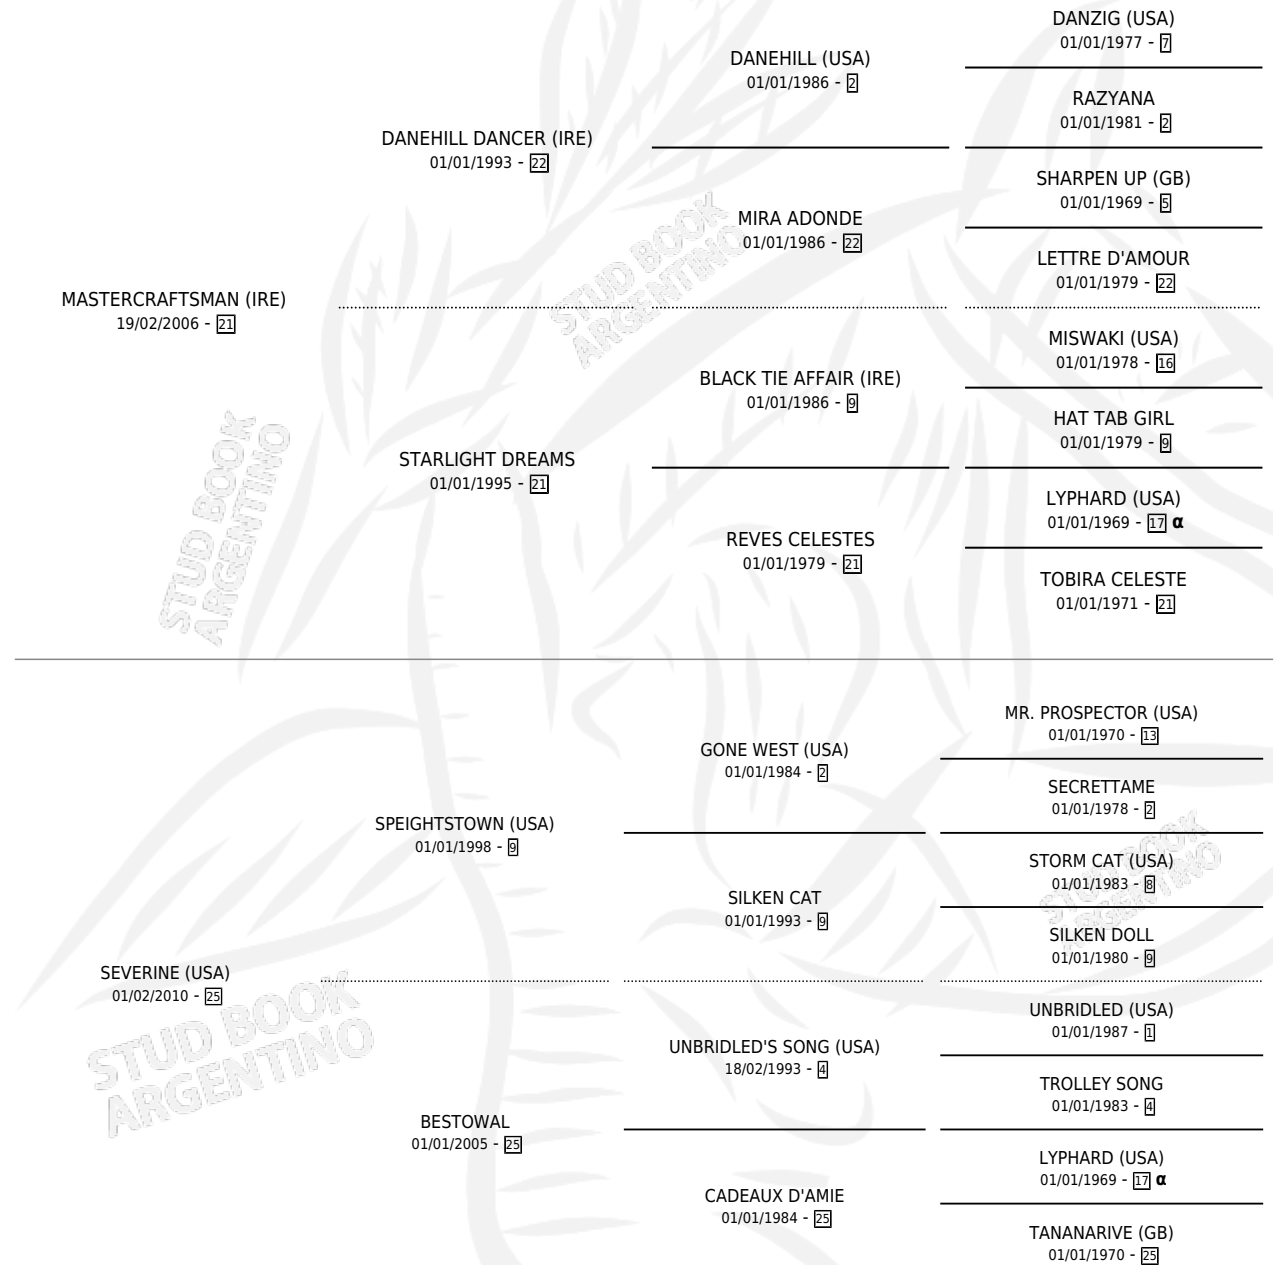 DANZIG (USA)
01/01/1977 - 7
DANEHILL (USA)
01/01/1986 - 2
RAZYANA
01/01/1981 - 2
DANEHILL DANCER (IRE)
01/01/1993 - 22
SHARPEN UP (GB)
01/01/1969 - 5
MIRA ADONDE
01/01/1986 - 22
LETTRE D'AMOUR
01/01/1979 - 22
MASTERCRAFTSMAN (IRE)
19/02/2006 - 21
MISWAKI (USA)
01/01/1978 - 16
BLACK TIE AFFAIR (IRE)
01/01/1986 - 9
HAT TAB GIRL
01/01/1979 - 9
STARLIGHT DREAMS
01/01/1995 - 21
LYPHARD (USA)
01/01/1969 - 17 α
REVES CELESTES
01/01/1979 - 21
TOBIRA CELESTE
01/01/1971 - 21
MR. PROSPECTOR (USA)
01/01/1970 - 13
GONE WEST (USA)
01/01/1984 - 2
SECRETTAME
01/01/1978 - 2
SPEIGHTSTOWN (USA)
01/01/1998 - 9
STORM CAT (USA)
01/01/1983 - 8
SILKEN CAT
01/01/1993 - 9
SILKEN DOLL
01/01/1980 - 9
SEVERINE (USA)
01/02/2010 - 25
UNBRIDLED (USA)
01/01/1987 - 1
UNBRIDLED'S SONG (USA)
18/02/1993 - 4
TROLLEY SONG
01/01/1983 - 4
BESTOWAL
01/01/2005 - 25
LYPHARD (USA)
01/01/1969 - 17 α
CADEAUX D'AMIE
01/01/1984 - 25
TANANARIVE (GB)
01/01/1970 - 25
STUD BOOK
ARGENTINO
STUD BOOK
ARGENTINO
STUD BOOK
ARGENTINO
STUD BOOK
ARGENTINO